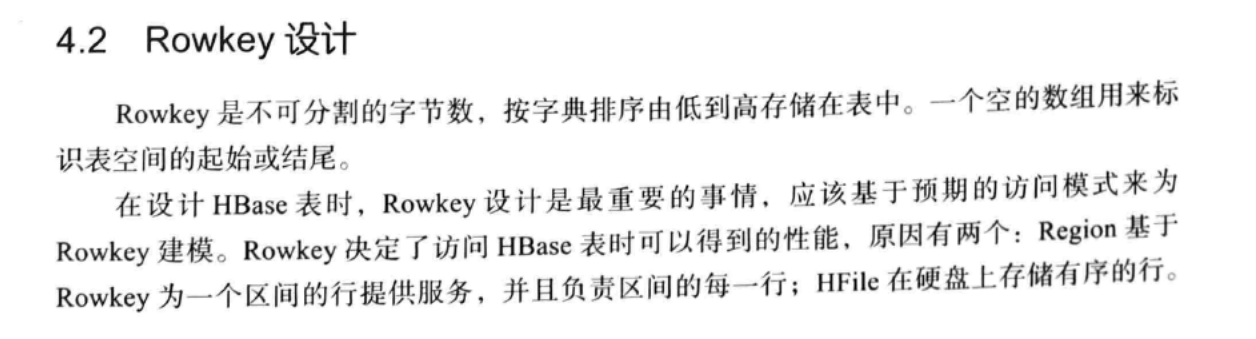 4.2 Rowkey 设计
Rowkey 是不可分割的字节数，按字典排序由低到高存储在表中。一个空的数组用来标
识表空间的起始或结尾。
在设计 HBase 表时，Rowkey 设计是最重要的事情，应该基于预期的访问模式来为
Rowkey 建模。Rowkey 决定了访问 HBase 表时可以得到的性能，原因有两个：Region 基于
Rowkey 为一个区间的行提供服务，并且负责区间的每一行；HFile 在硬盘上存储有序的行。